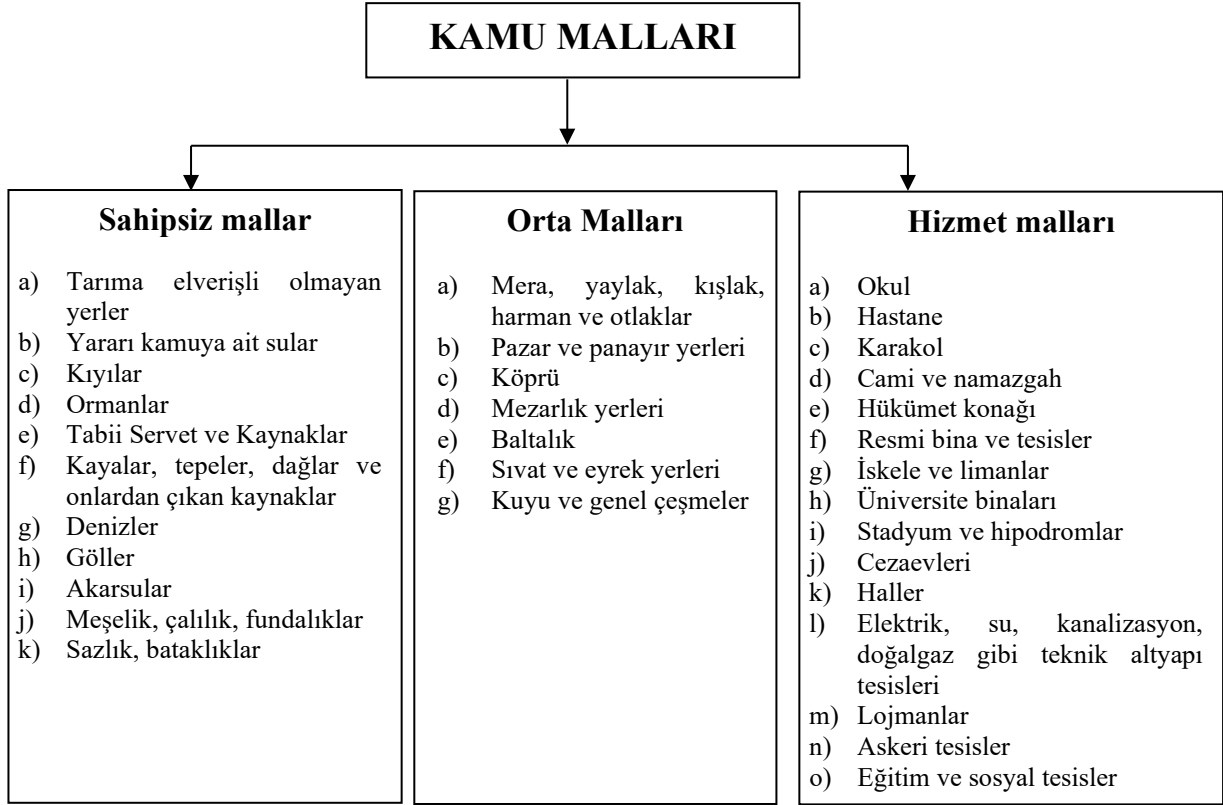 KAMU MALLARI
Sahipsiz mallar
a) Tarıma elverişli olmayan
yerler
b) Yararı kamuya ait sular
c) Kıyılar
d) Ormanlar
e) Tabii Servet ve Kaynaklar
f) Kayalar, tepeler, dağlar ve
onlardan çıkan kaynaklar
g) Denizler
h) Göller
i) Akarsular
j) Meşelik, çalılık, fundalıklar
k) Sazlık, bataklıklar
Orta Malları
a) Mera, yaylak, kışlak,
harman ve otlaklar
b) Pazar ve panayır yerleri
c) Köprü
d) Mezarlık yerleri
e) Baltalık
f) Sıvat ve eyrek yerleri
g) Kuyu ve genel çeşmeler
Hizmet malları
a) Okul
b) Hastane
c) Karakol
d) Cami ve namazgah
e) Hükümet konağı
f) Resmi bina ve tesisler
g) İskele ve limanlar
h) Üniversite binaları
i) Stadyum ve hipodromlar
j) Cezaevleri
k) Haller
l) Elektrik, su, kanalizasyon,
doğalgaz gibi teknik altyapı
tesisleri
m) Lojmanlar
n) Askeri tesisler
o) Eğitim ve sosyal tesisler